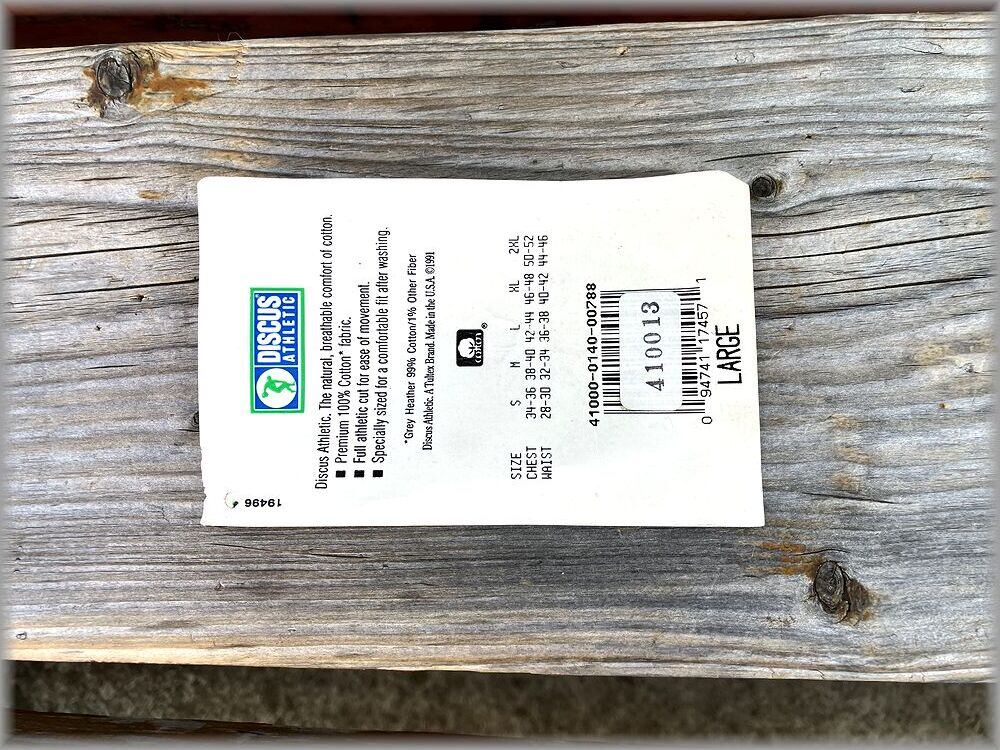 DISCUS
ATHLETIC
Discus Athletic. The natural, breathable comfort of cotton.
■ Premium 100% Cotton* fabric.
■ Full athletic cut for ease of movement.
■ Specially sized for a comfortable fit after washing.
*Grey Heather 99% Cotton/1% Other Fiber
Discus Athletic. A Tultex Brand. Made in the U.S.A. ©1991
cotton®
SIZE S M L XL 2XL
CHEST 34-36 38-40 42-44 46-48 50-52
WAIST 28-30 32-34 36-38 40-42 44-46
41000-0140-00788
410013
0 94741 17457 1
LARGE
19496